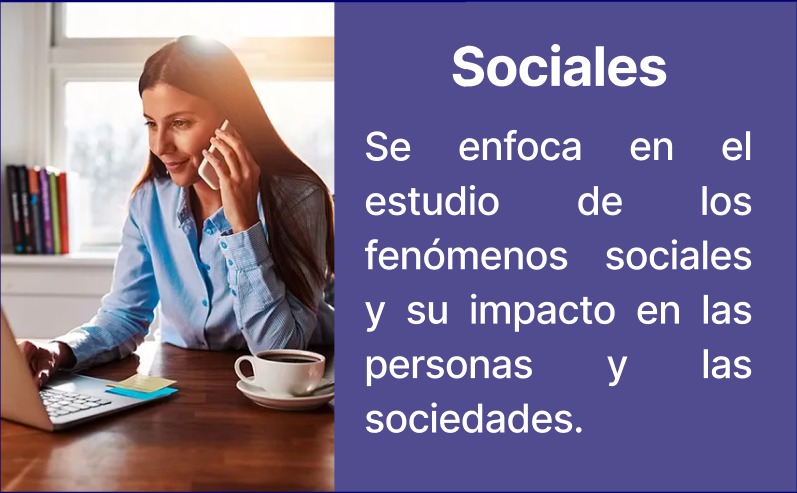 Sociales
Se enfoca en el
estudio de los
fenómenos sociales
y su impacto en las
personas y las
sociedades.